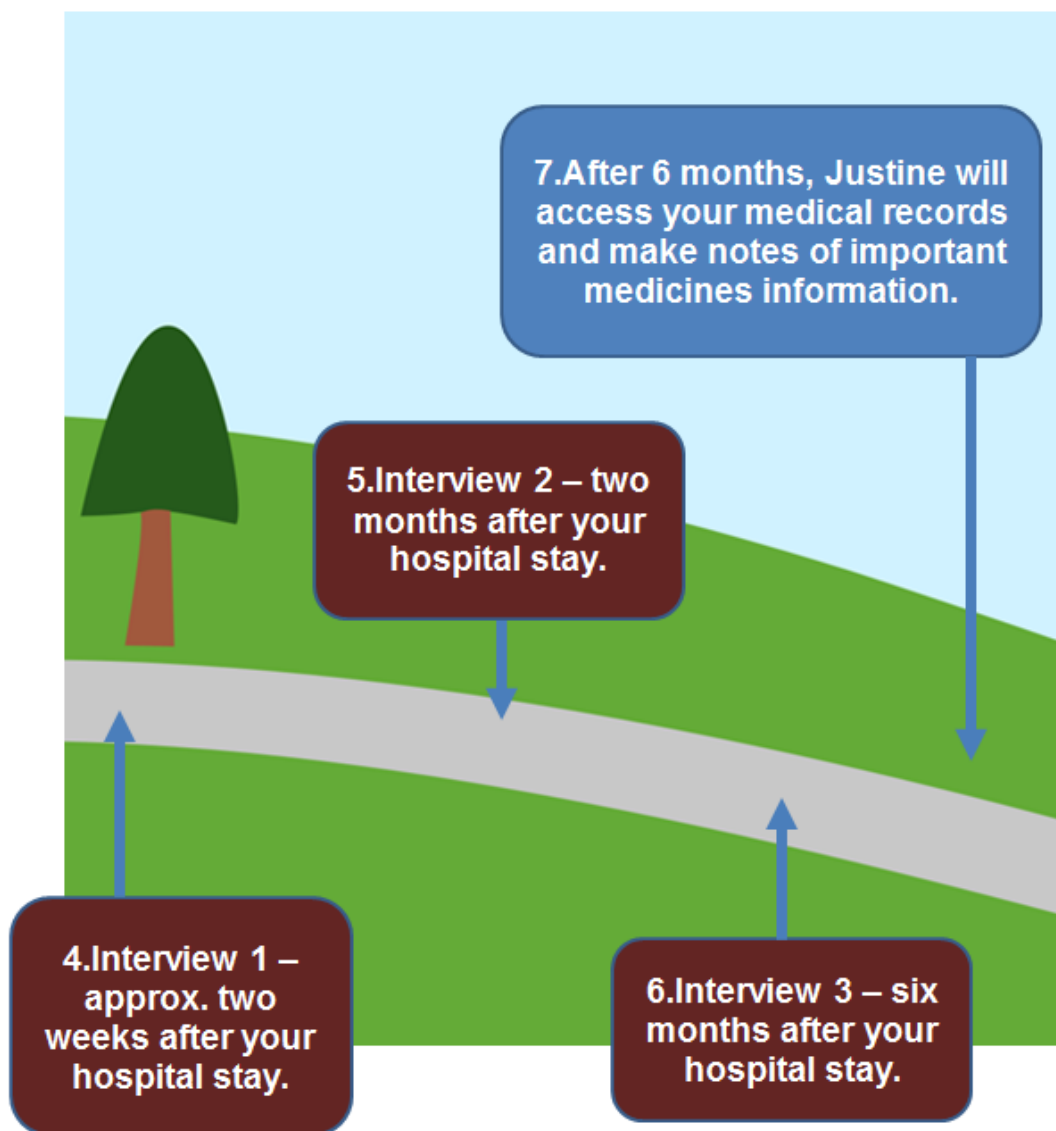 7.After 6 months, Justine will
access your medical records
and make notes of important
medicines information.
5.Interview 2 – two
months after your
hospital stay.
4.Interview 1 –
approx. two
weeks after your
hospital stay.
6.Interview 3 – six
months after your
hospital stay.